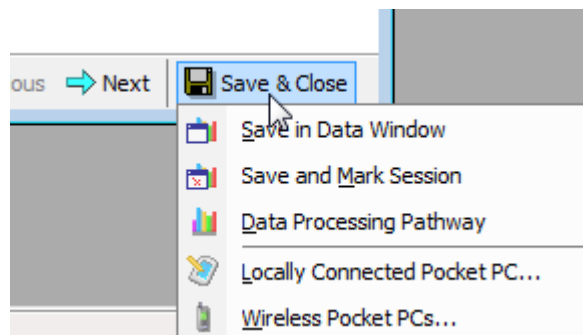 ous Next Save & Close
Save in Data Window
Save and Mark Session
Data Processing Pathway
Locally Connected Pocket PC...
Wireless Pocket PCs...